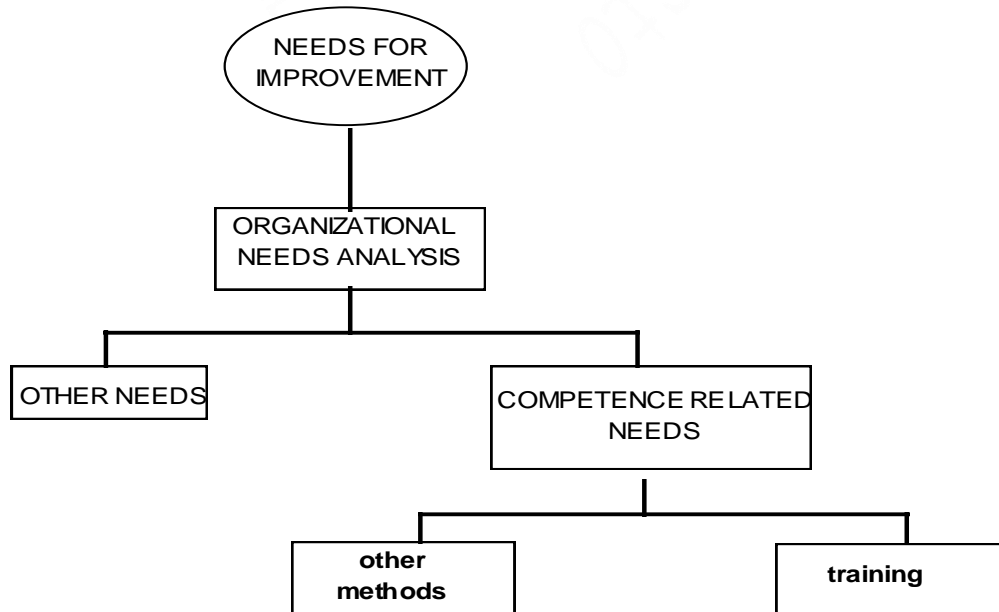 NEEDS FOR
IMPROVEMENT
ORGANIZATIONAL
NEEDS ANALYSIS
OTHER NEEDS
COMPETENCE RELATED
NEEDS
other
methods
training